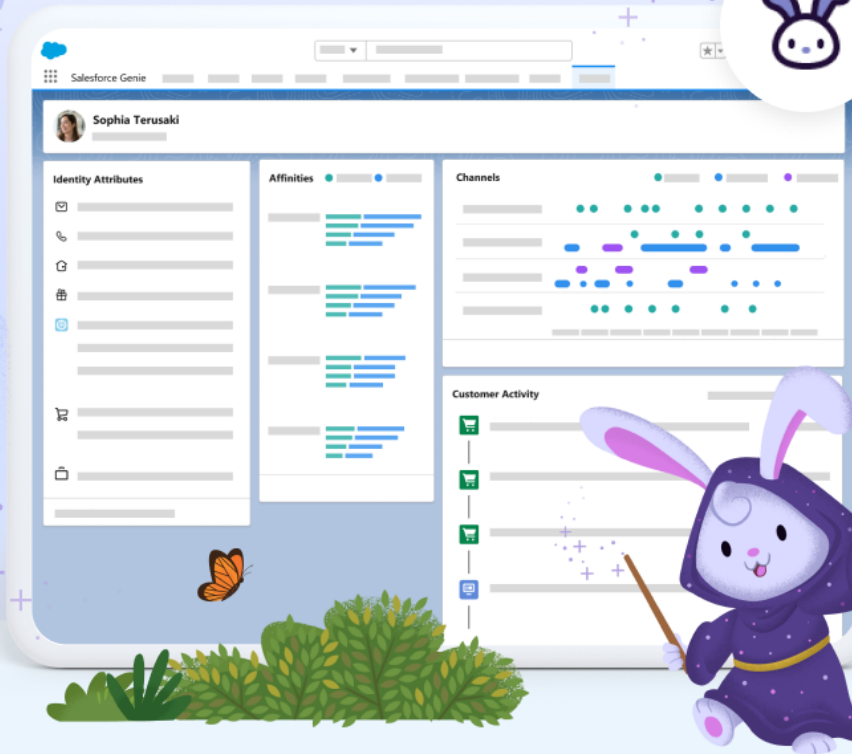 Salesforce Genie
Sophia Terusaki
Identity Attributes
Affinities
Channels
Customer Activity